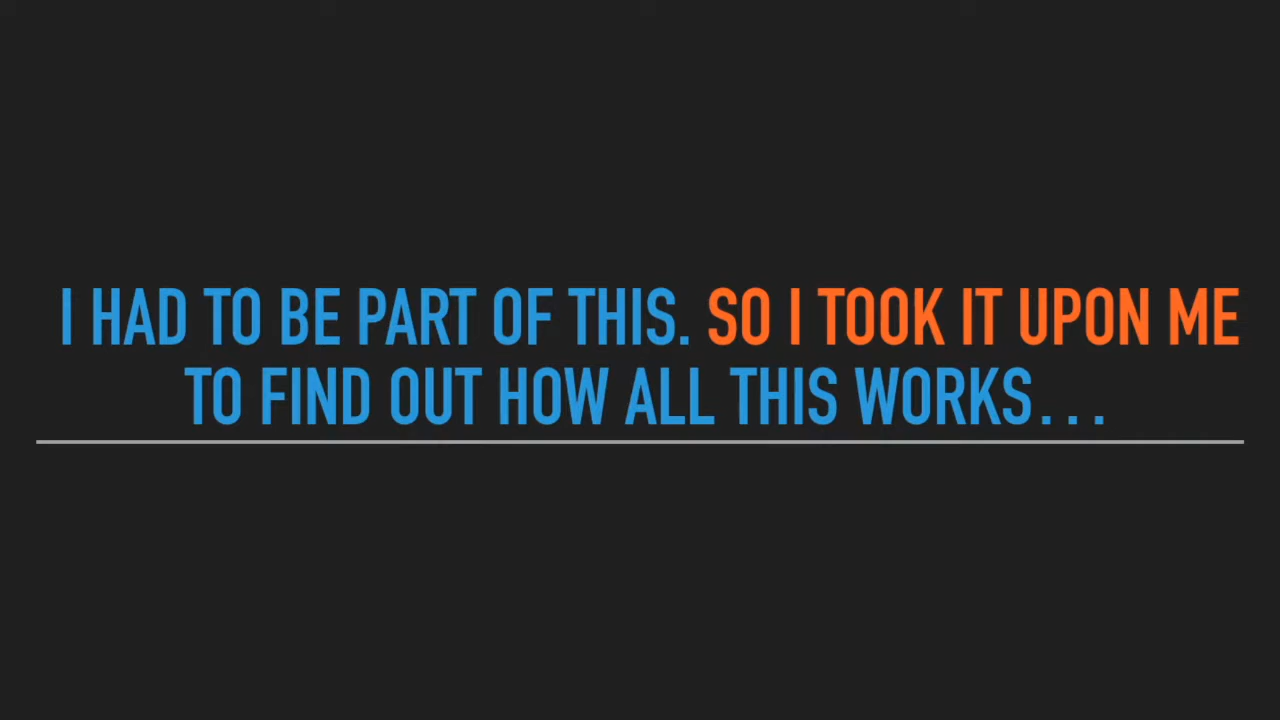 I HAD TO BE PART OF THIS. SO I TOOK IT UPON ME
TO FIND OUT HOW ALL THIS WORKS...